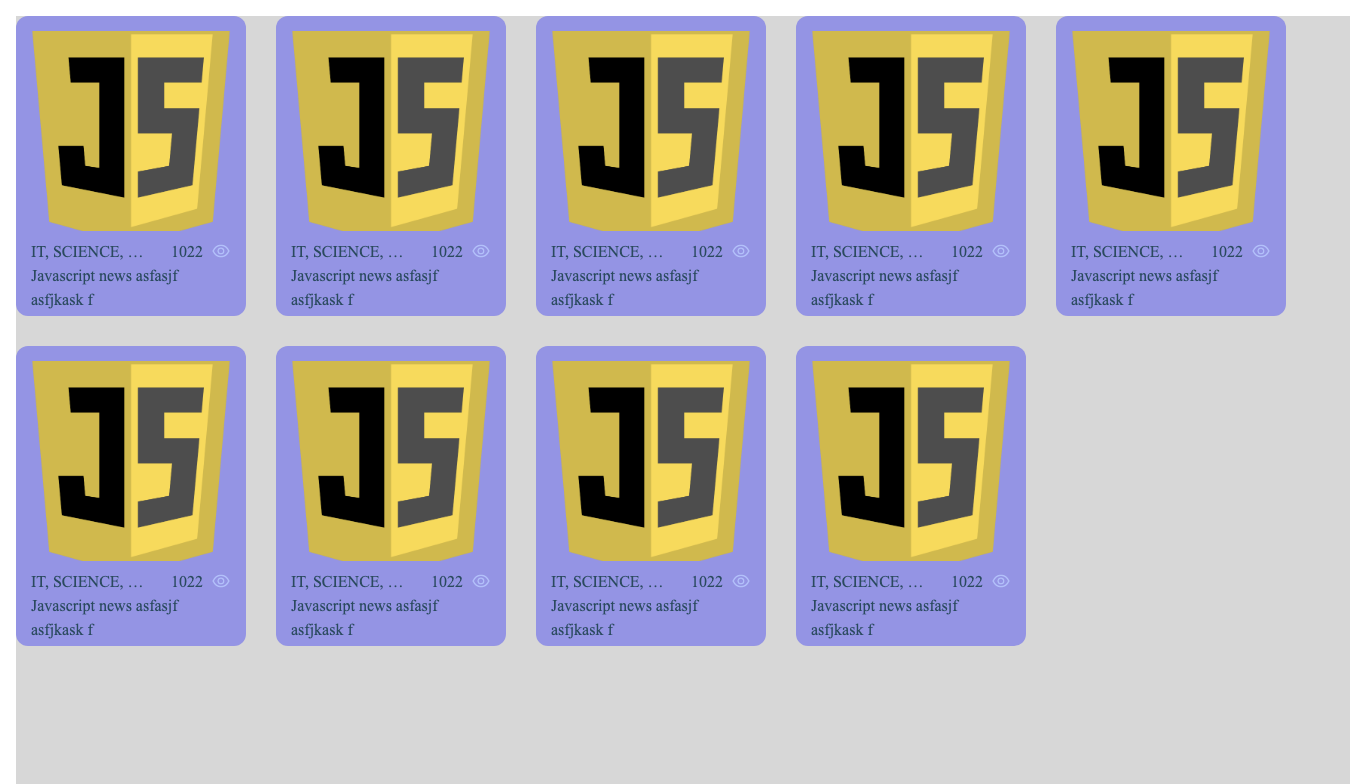 JS JS JS JS JS
IT, SCIENCE, … 1022 IT, SCIENCE, … 1022 IT, SCIENCE, … 1022 IT, SCIENCE, … 1022 IT, SCIENCE, … 1022
Javascript news asfasjf Javascript news asfasjf Javascript news asfasjf Javascript news asfasjf Javascript news asfasjf
asfjkask f asfjkask f asfjkask f asfjkask f asfjkask f
JS JS JS JS
IT, SCIENCE, … 1022 IT, SCIENCE, … 1022 IT, SCIENCE, … 1022 IT, SCIENCE, … 1022
Javascript news asfasjf Javascript news asfasjf Javascript news asfasjf Javascript news asfasjf
asfjkask f asfjkask f asfjkask f asfjkask f